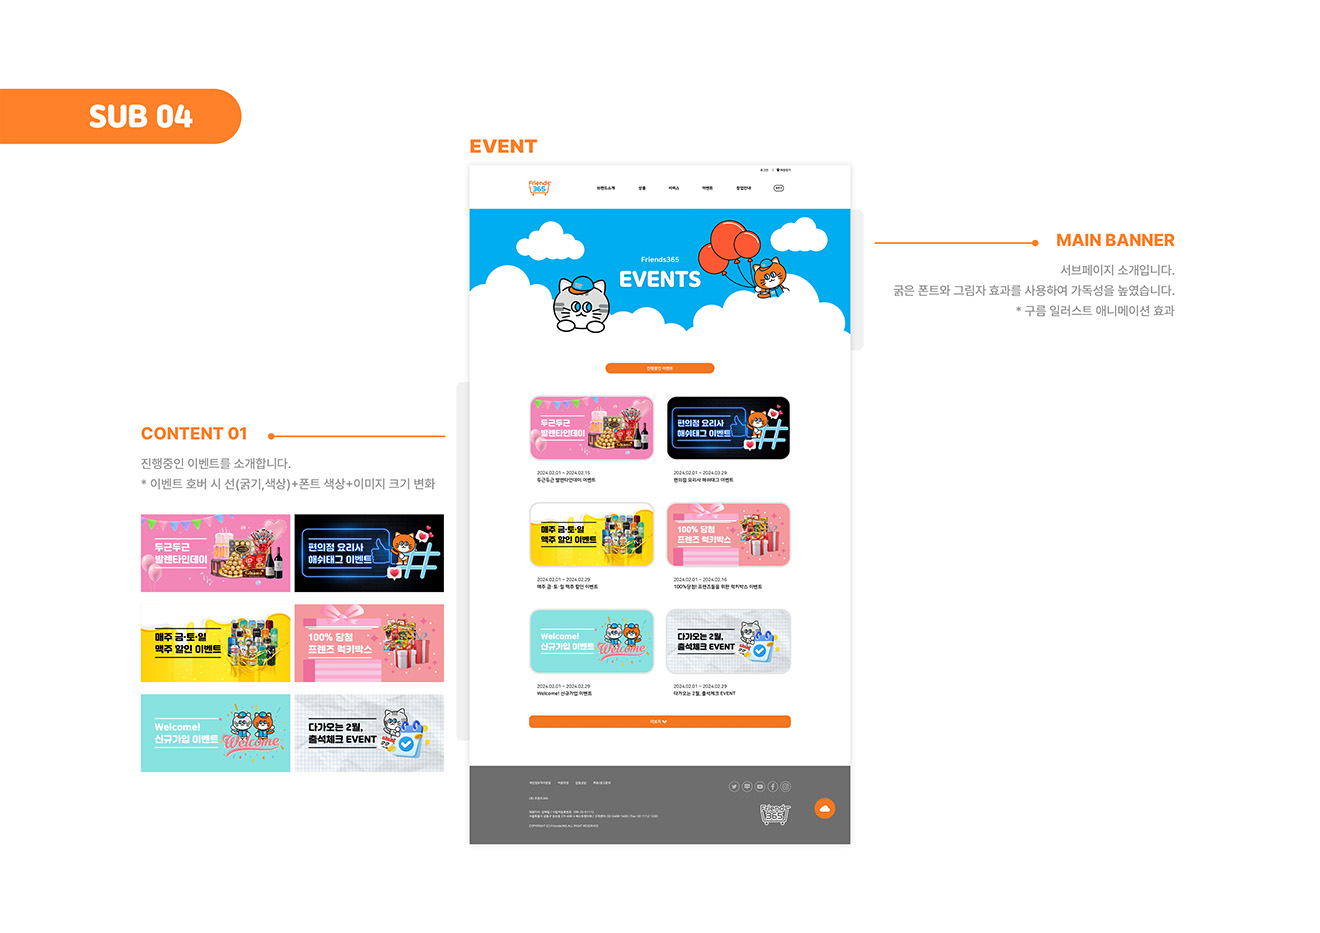 SUB 04
EVENT
Friends
365
브랜드소개
상품
서비스
이벤트
창업안내
Friends365
EVENTS
MAIN BANNER
서브페이지 소개입니다.
굵은 폰트와 그림자 효과를 사용하여 가독성을 높였습니다.
* 구름 일러스트 애니메이션 효과
진행중인 이벤트
CONTENT 01
진행중인 이벤트를 소개합니다.
* 이벤트 호버 시 선(굵기,색상)+폰트 색상+이미지 크기 변화
두근두근
발렌타인데이
편의점 요리사
해쉬태그 이벤트
매주 금·토·일
맥주 할인 이벤트
100% 당첨
프렌즈 럭키박스
Welcome!
신규가입 이벤트
Welcome
다가오는 2월,
출석체크 EVENT
두근두근
발렌타인데이
편의점 요리사
해쉬태그 이벤트
2024.02.01 ~ 2024.02.15
두근두근 발렌타인데이 이벤트
2024.02.01 ~ 2024.03.29
편의점 요리사 해쉬태그 이벤트
매주 금·토·일
맥주 할인 이벤트
100% 당첨
프렌즈 럭키박스
2024.02.01 ~ 2024.02.29
매주 금·토·일 맥주 할인 이벤트
2024.02.01 ~ 2024.02.16
100%당첨! 프렌즈들을 위한 럭키박스 이벤트
Welcome!
신규가입 이벤트
Welcome
다가오는 2월,
출석체크 EVENT
2024.02.01 ~ 2024.02.29
Welcome! 신규가입 이벤트
2024.02.01 ~ 2024.02.29
다가오는 2월, 출석체크 EVENT
더보기
Friends
365